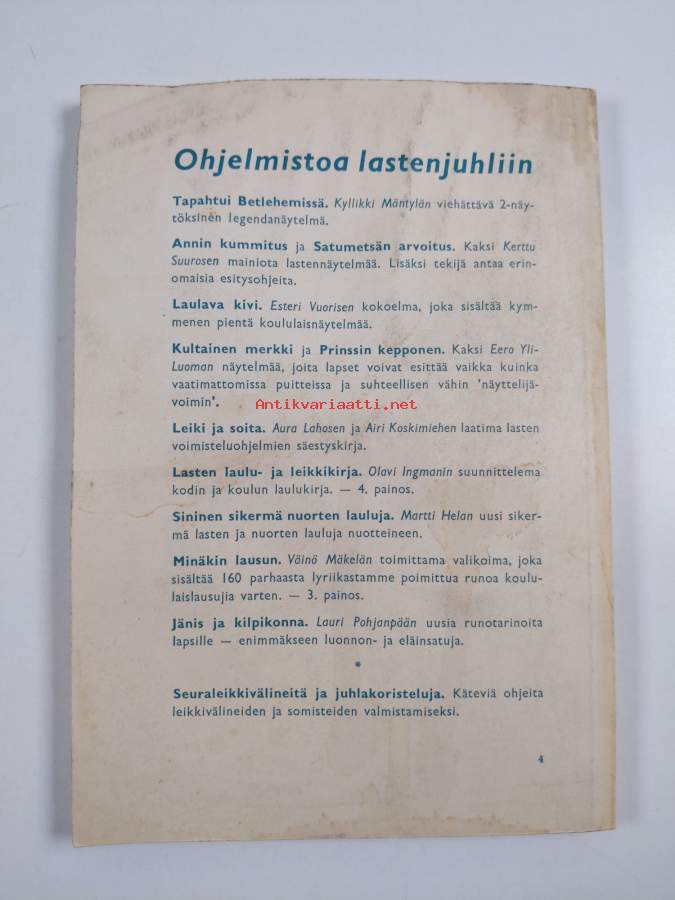 Ohjelmistoa lastenjuhliin
Tapahtui Betlehemissä. Kyllikki Mäntylän viehättävä 2-näy-
töksinen legendanäytelmä.
Annin kummitus ja Satumetsän arvoitus. Kaksi Kerttu
Suurosen mainiota lastennäytelmää. Lisäksi tekijä antaa erin-
omaisia esitysohjeita.
Laulava kivi. Esteri Vuorisen kokoelma, joka sisältää kym-
menen pientä koululaisnäytelmää.
Kultainen merkki ja Prinssin kepponen. Kaksi Eero Yli-
Luoman näytelmää, joita lapset voivat esittää vaikka kuinka
vaatimattomissa puitteissa ja suhteellisen vähin 'näyttelijä-
voimin'.
Antikvariaatti.net
Leiki ja soita. Aura Lahosen ja Airi Koskimiehen laatima lasten
voimisteluohjelmien säestyskirja.
Lasten laulu- ja leikkikirja. Olavi Ingmanin suunnittelema
kodin ja koulun laulukirja. — 4. painos.
Sininen sikermä nuorten lauluja. Martti Helan uusi siker-
mä lasten ja nuorten lauluja nuotteineen.
Minäkin lausun. Väinö Mäkelän toimittama valikoima, joka
sisältää 160 parhaasta lyriikastamme poimittua runoa koulu-
laislausujia varten. — 3. painos.
Jänis ja kilpikonna. Lauri Pohjanpään uusia runotarinoita
lapsille — enimmäkseen luonnon- ja eläinsatuja.
*
Seuraleikkivälineitä ja juhlakoristeluja. Käteviä ohjeita
leikkivälineiden ja somisteiden valmistamiseksi.
4